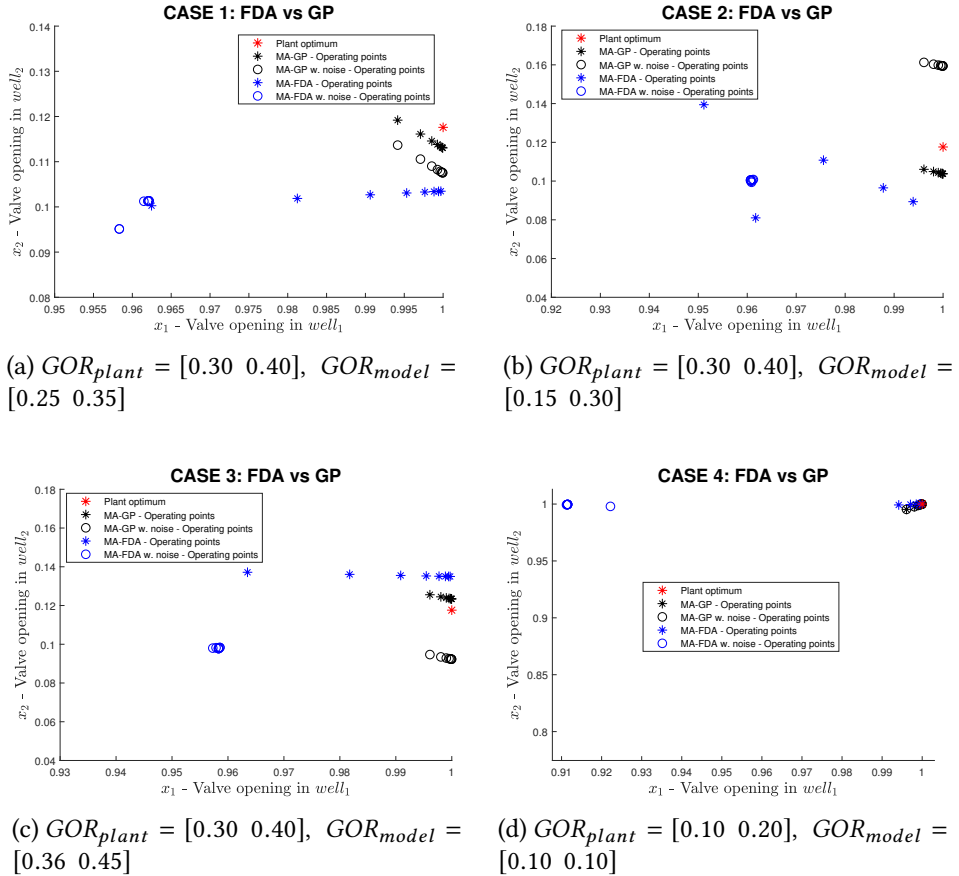 CASE 1: FDA vs GP
0.14
0.13
0.12
0.11
0.1
0.09
0.08
x2 - Valve opening in well2
Plant optimum
MA-GP - Operating points
MA-GP w. noise - Operating points
MA-FDA - Operating points
MA-FDA w. noise - Operating points
0.95 0.955 0.96 0.965 0.97 0.975 0.98 0.985 0.99 0.995 1
x1 - Valve opening in well1
(a) GORplant = [0.30 0.40], GORmodel =
[0.25 0.35]
CASE 2: FDA vs GP
0.18
0.16
0.14
0.12
0.1
0.08
0.06
0.04
x2 - Valve opening in well2
Plant optimum
MA-GP - Operating points
MA-GP w. noise - Operating points
MA-FDA - Operating points
MA-FDA w. noise - Operating points
0.92 0.93 0.94 0.95 0.96 0.97 0.98 0.99 1
x1 - Valve opening in well1
(b) GORplant = [0.30 0.40], GORmodel =
[0.15 0.30]
CASE 3: FDA vs GP
0.18
0.16
0.14
0.12
0.1
0.08
0.06
0.04
x2 - Valve opening in well2
Plant optimum
MA-GP - Operating points
MA-GP w. noise - Operating points
MA-FDA - Operating points
MA-FDA w. noise - Operating points
0.93 0.94 0.95 0.96 0.97 0.98 0.99 1
x1 - Valve opening in well1
(c) GORplant = [0.30 0.40], GORmodel =
[0.36 0.45]
CASE 4: FDA vs GP
1
0.95
0.9
0.85
0.8
x2 - Valve opening in well2
Plant optimum
MA-GP - Operating points
MA-GP w. noise - Operating points
MA-FDA - Operating points
MA-FDA w. noise - Operating points
0.91 0.92 0.93 0.94 0.95 0.96 0.97 0.98 0.99 1
x1 - Valve opening in well1
(d) GORplant = [0.10 0.20], GORmodel =
[0.10 0.10]